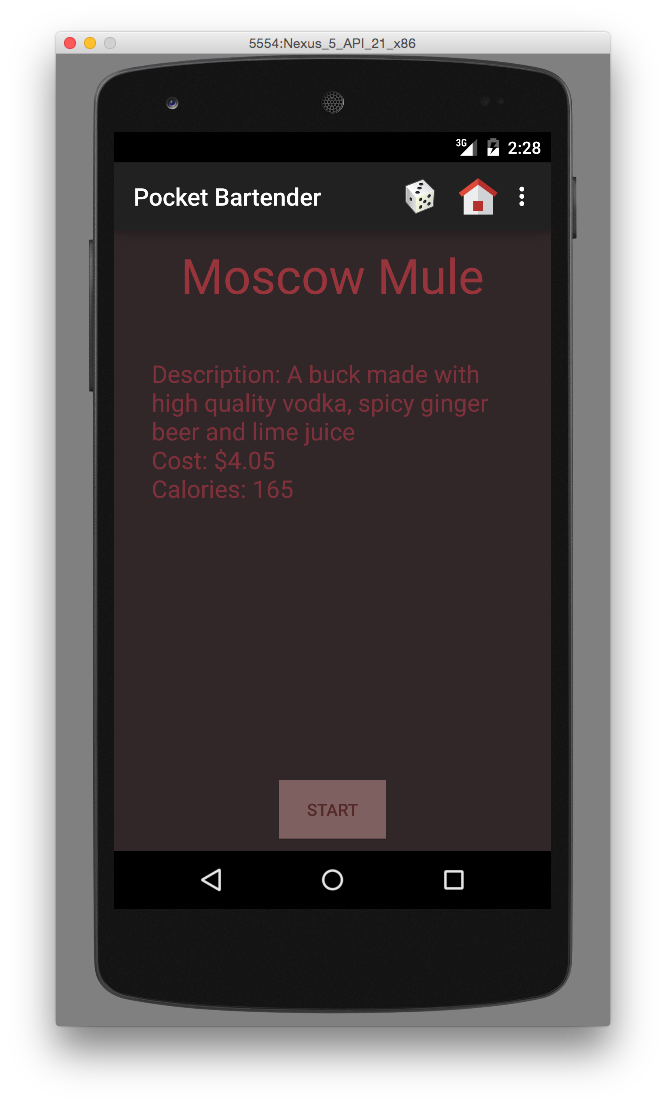 5554:Nexus_5_API_21_x86
3G 2:28
Pocket Bartender
Moscow Mule
Description: A buck made with
high quality vodka, spicy ginger
beer and lime juice
Cost: $4.05
Calories: 165
START